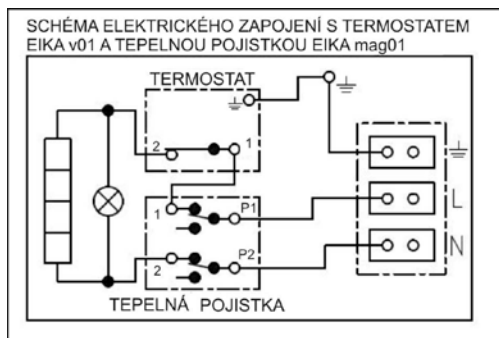 SCHÉMA ELEKTRICKÉHO ZAPOJENÍ S TERMOSTATEM
EIKA v01 A TEPELNOU POJISTKOU EIKA mag01
TERMOSTAT
2 1
1 P1 L
2 P2 N
TEPELNÁ POJISTKA